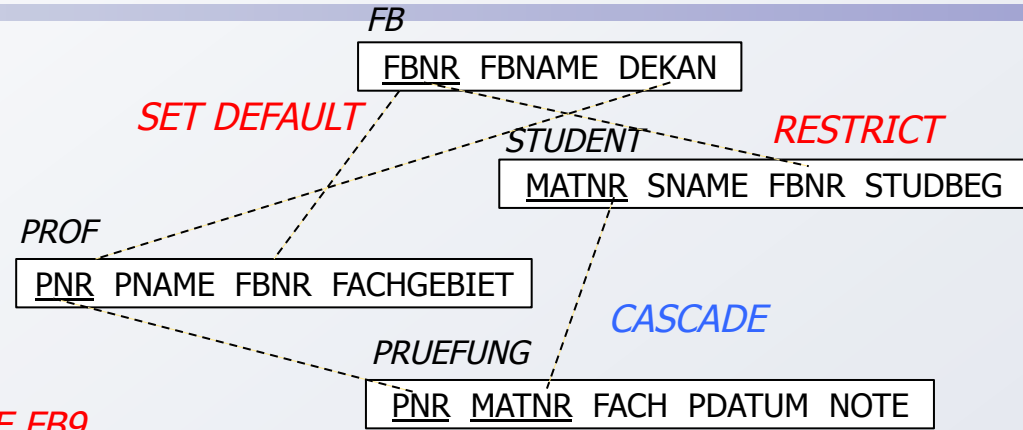 FB
FBNR FBNAME DEKAN
SET DEFAULT
RESTRICT
STUDENT
MATNR SNAME FBNR STUDBEG
PROF
PNR PNAME FBNR FACHGEBIET
CASCADE
PRUEFUNG
PNR MATNR FACH PDATUM NOTE
FB9